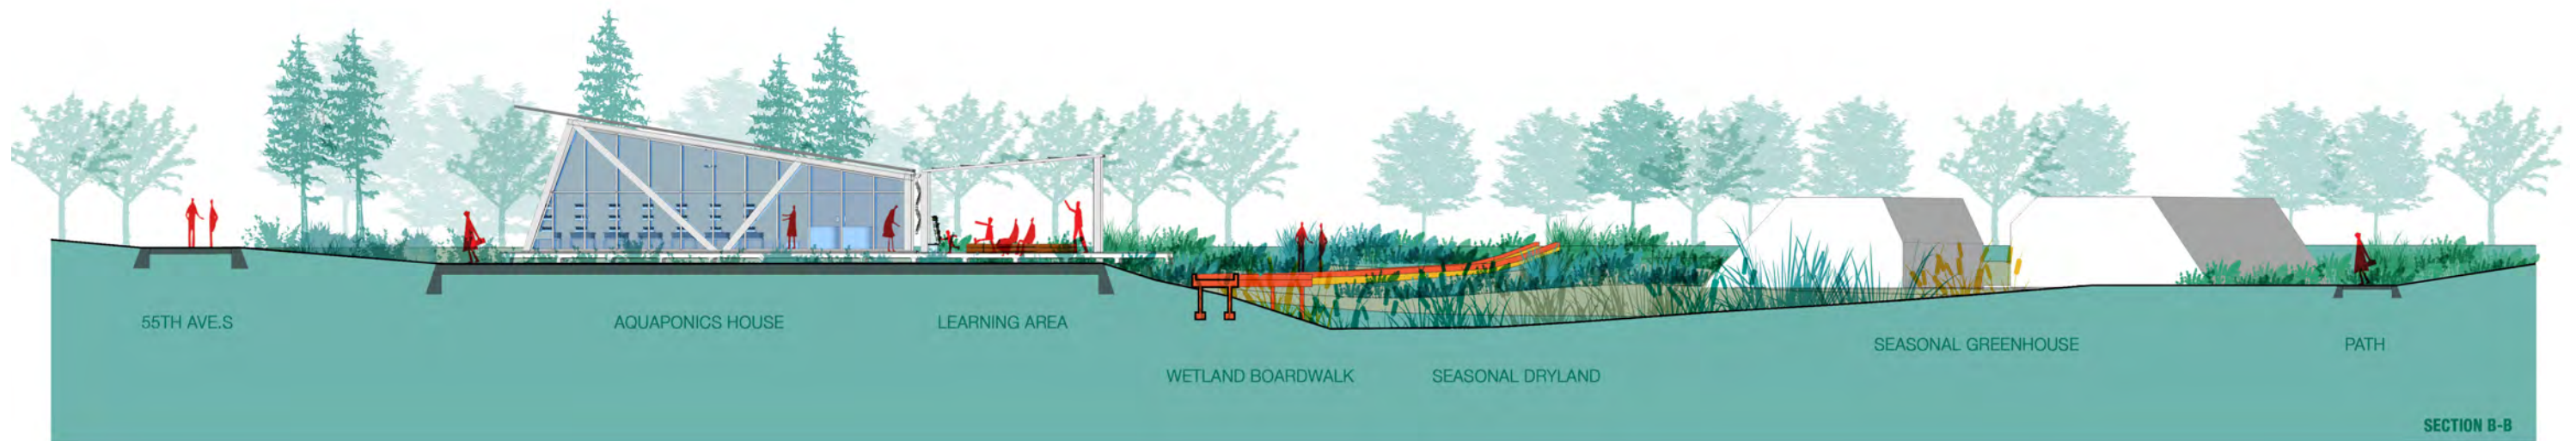 55TH AVE.S
AQUAPONICS HOUSE
LEARNING AREA
WETLAND BOARDWALK
SEASONAL DRYLAND
SEASONAL GREENHOUSE
PATH
SECTION B-B